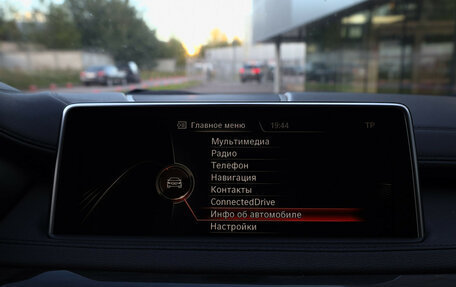 Главное меню 19:44 TP
Мультимедиа
Радио
Телефон
Навигация
Контакты
ConnectedDrive
Инфо об автомобиле
Настройки